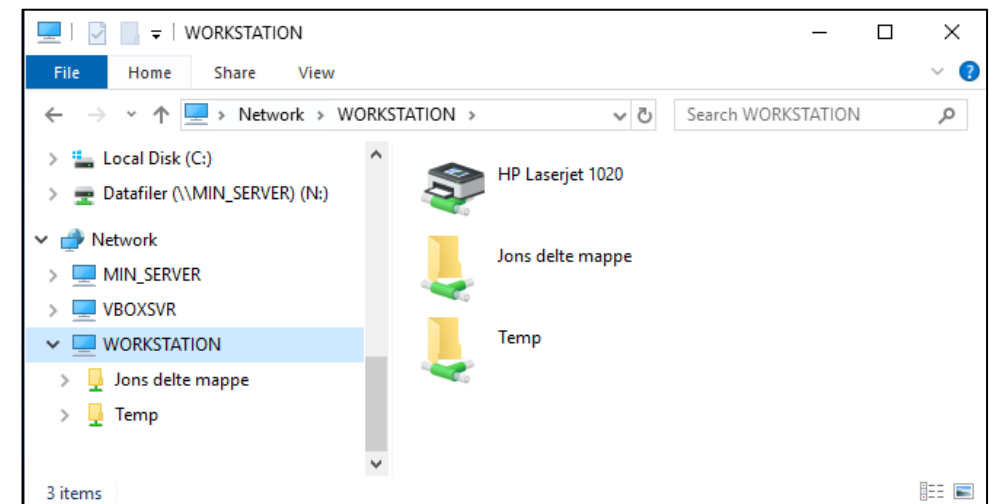 WORKSTATION
File Home Share View
Network WORKSTATION
Search WORKSTATION
Local Disk (C:)
Datafiler (\\MIN_SERVER) (N:)
Network
MIN_SERVER
VBOXSVR
WORKSTATION
Jons delte mappe
Temp
HP Laserjet 1020
Jons delte mappe
Temp
3 items